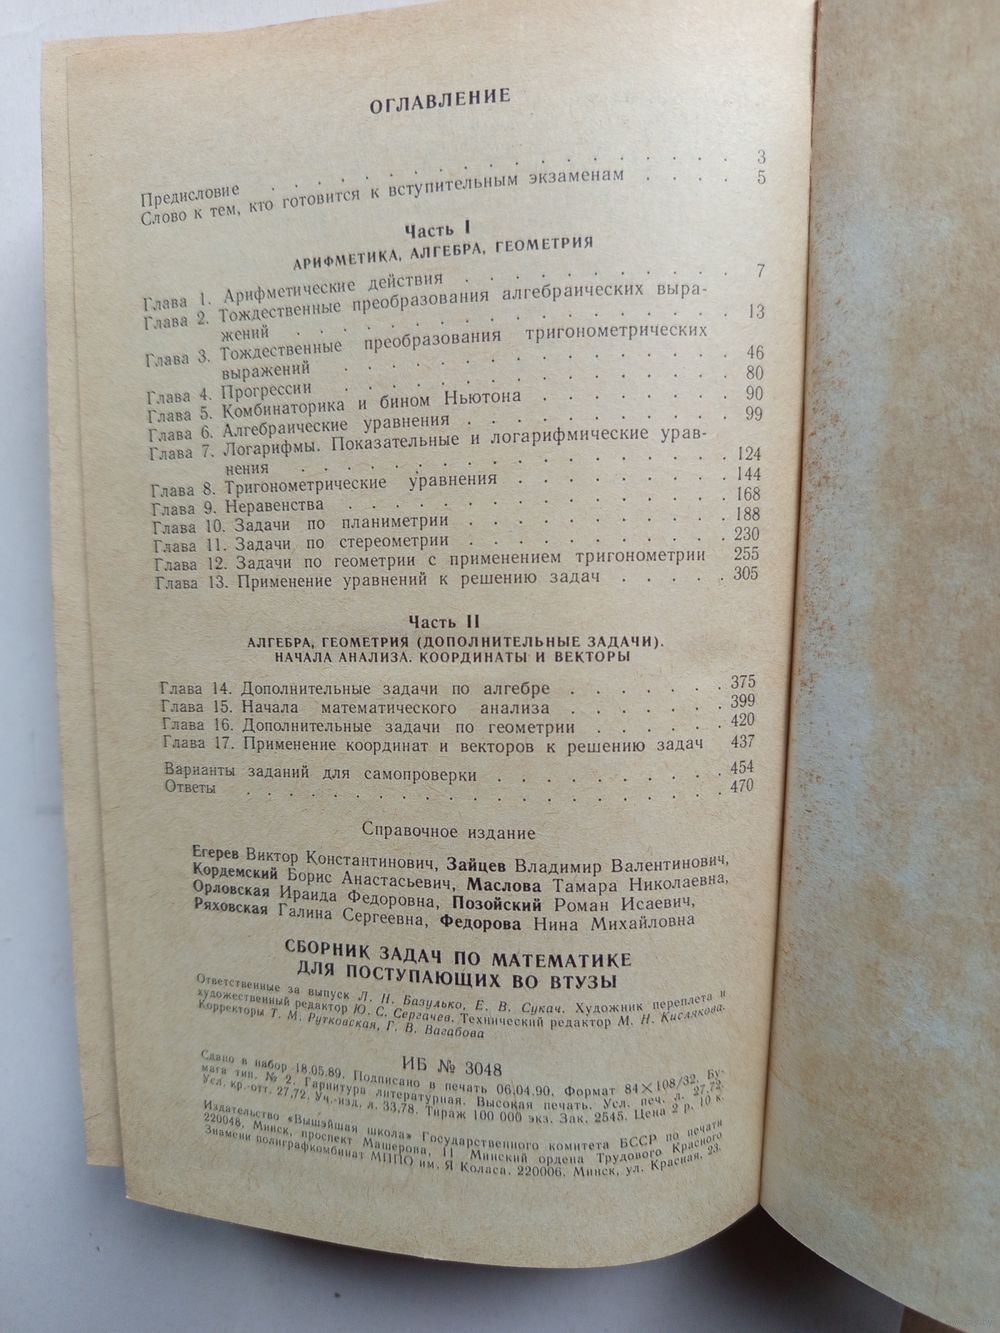 ОГЛАВЛЕНИЕ
Предисловие . . . . . . . . . . . . . . . . . . . 3
Слово к тем, кто готовится к вступительным экзаменам . . . . 5
Часть I
АРИФМЕТИКА, АЛГЕБРА, ГЕОМЕТРИЯ
Глава 1. Арифметические действия . . . . . . . . . . . 7
Глава 2. Тождественные преобразования алгебраических выра-
жений . . . . . . . . . . . . . . . . . 13
Глава 3. Тождественные преобразования тригонометрических
выражений . . . . . . . . . . . . . . . 46
Глава 4. Прогрессии . . . . . . . . . . . . . . . 80
Глава 5. Комбинаторика и бином Ньютона . . . . . . . . 90
Глава 6. Алгебраические уравнения . . . . . . . . . . . 99
Глава 7. Логарифмы. Показательные и логарифмические урав-
нения . . . . . . . . . . . . . . . . . 124
Глава 8. Тригонометрические уравнения . . . . . . . . . 144
Глава 9. Неравенства . . . . . . . . . . . . . . . 168
Глава 10. Задачи по планиметрии . . . . . . . . . . . 188
Глава 11. Задачи по стереометрии . . . . . . . . . . . 230
Глава 12. Задачи по геометрии с применением тригонометрии 255
Глава 13. Применение уравнений к решению задач . . . . . 305
Часть II
АЛГЕБРА, ГЕОМЕТРИЯ (ДОПОЛНИТЕЛЬНЫЕ ЗАДАЧИ).
НАЧАЛА АНАЛИЗА. КООРДИНАТЫ И ВЕКТОРЫ
Глава 14. Дополнительные задачи по алгебре . . . . . . . 375
Глава 15. Начала математического анализа . . . . . . . 399
Глава 16. Дополнительные задачи по геометрии . . . . . . 420
Глава 17. Применение координат и векторов к решению задач 437
Варианты заданий для самопроверки . . . . . . . . . . 454
Ответы . . . . . . . . . . . . . . . . . . . . 470
Справочное издание
Егерев Виктор Константинович, Зайцев Владимир Валентинович,
Кордемский Борис Анастасьевич, Маслова Тамара Николаевна,
Орловская Ираида Федоровна, Позойский Роман Исаевич,
Ряховская Галина Сергеевна, Федорова Нина Михайловна
СБОРНИК ЗАДАЧ ПО МАТЕМАТИКЕ
ДЛЯ ПОСТУПАЮЩИХ ВО ВТУЗЫ
Ответственные за выпуск Л. Н. Базулько, Е. В. Сукач. Художник переплета и
художественный редактор Ю. С. Сергачев. Технический редактор М. Н. Кислякова.
Корректоры Т. М. Рутковская, Г. В. Вагабова
ИБ № 3048
Сдано в набор 18.05.89. Подписано в печать 06.04.90. Формат 84×108/32. Бу-
мага тип. № 2. Гарнитура литературная. Высокая печать. Усл. печ. л. 27,72.
Усл. кр.-отт. 27,72. Уч.-изд. л. 33,78. Тираж 100 000 экз. Зак. 2545. Цена 2 р. 10 к.
Издательство «Вышэйшая школа» Государственного комитета БССР по печати
220048, Минск, проспект Машерова, 11 Минский ордена Трудового Красного
Знамени полиграфкомбинат МППО им. Я Коласа. 220006. Минск, ул. Красная, 23.